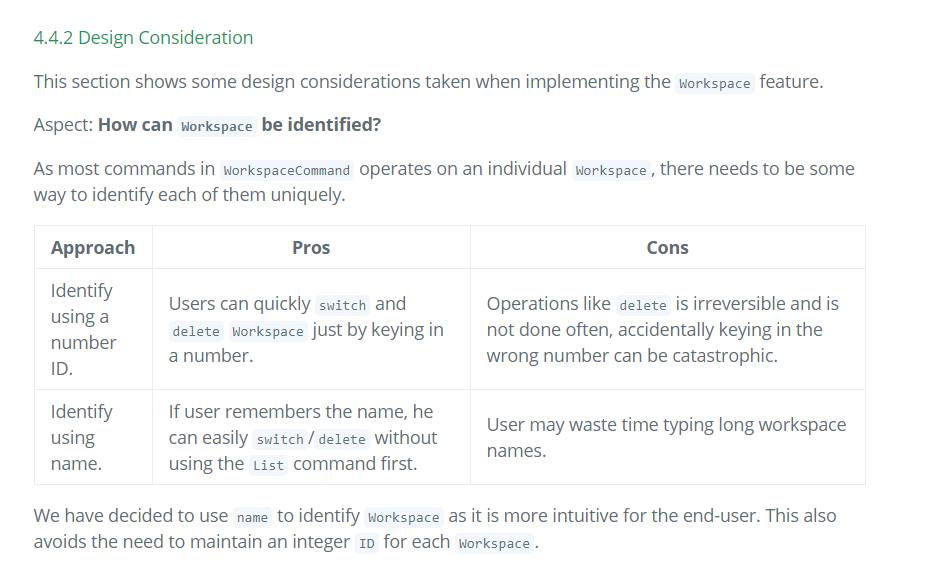 4.4.2 Design Consideration
This section shows some design considerations taken when implementing the Workspace feature.
Aspect: How can Workspace be identified?
As most commands in WorkspaceCommand operates on an individual Workspace, there needs to be some
way to identify each of them uniquely.
Approach Pros Cons
Identify
using a
number
ID.
Users can quickly switch and
delete Workspace just by keying in
a number.
Operations like delete is irreversible and is
not done often, accidentally keying in the
wrong number can be catastrophic.
Identify
using
name.
If user remembers the name, he
can easily switch/delete without
using the List command first.
User may waste time typing long workspace
names.
We have decided to use name to identify Workspace as it is more intuitive for the end-user. This also
avoids the need to maintain an integer ID for each Workspace.